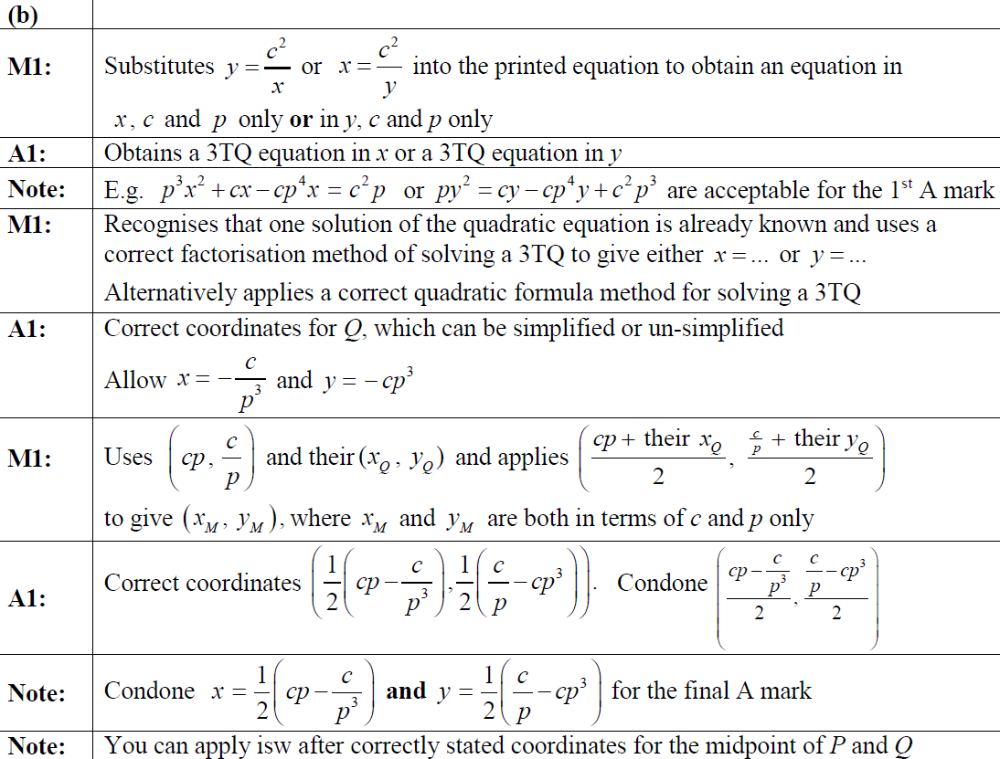 (b)
M1: Substitutes $y = \frac{c^2}{x}$ or $x = \frac{c^2}{y}$ into the printed equation to obtain an equation in
$x$, $c$ and $p$ only **or** in $y$, $c$ and $p$ only
A1: Obtains a 3TQ equation in $x$ or a 3TQ equation in $y$
Note: E.g. $p^3x^2 + cx - cp^4x = c^2p$ or $py^2 = cy - cp^4y + c^2p^3$ are acceptable for the 1st A mark
M1: Recognises that one solution of the quadratic equation is already known and uses a
correct factorisation method of solving a 3TQ to give either $x = ...$ or $y = ...$
Alternatively applies a correct quadratic formula method for solving a 3TQ
A1: Correct coordinates for $Q$, which can be simplified or un-simplified
Allow $x = -\frac{c}{p^3}$ and $y = -cp^3$
M1: Uses $\left(cp, \frac{c}{p}\right)$ and their $(x_Q, y_Q)$ and applies $\left(\frac{cp + \text{their } x_Q}{2}, \frac{\frac{c}{p} + \text{their } y_Q}{2}\right)$
to give $(x_M, y_M)$, where $x_M$ and $y_M$ are both in terms of $c$ and $p$ only
A1: Correct coordinates $\left(\frac{1}{2}\left(cp - \frac{c}{p^3}\right), \frac{1}{2}\left(\frac{c}{p} - cp^3\right)\right)$. Condone $\left(\frac{cp - \frac{c}{p^3}}{2}, \frac{\frac{c}{p} - cp^3}{2}\right)$
Note: Condone $x = \frac{1}{2}\left(cp - \frac{c}{p^3}\right)$ **and** $y = \frac{1}{2}\left(\frac{c}{p} - cp^3\right)$ for the final A mark
Note: You can apply isw after correctly stated coordinates for the midpoint of $P$ and $Q$